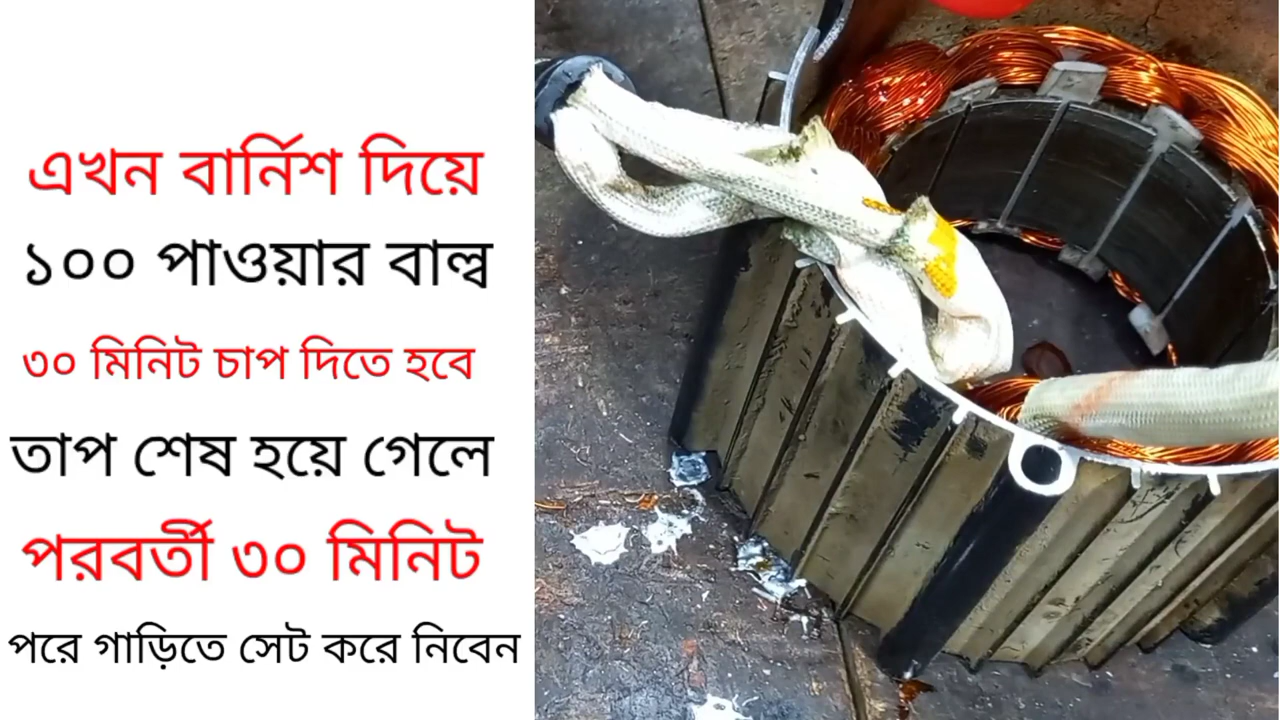 এখন বার্নিশ দিয়ে
১০০ পাওয়ার বাল্ব
৩০ মিনিট চাপ দিতে হবে
তাপ শেষ হয়ে গেলে
পরবর্তী ৩০ মিনিট
পরে গাড়িতে সেট করে নিবেন